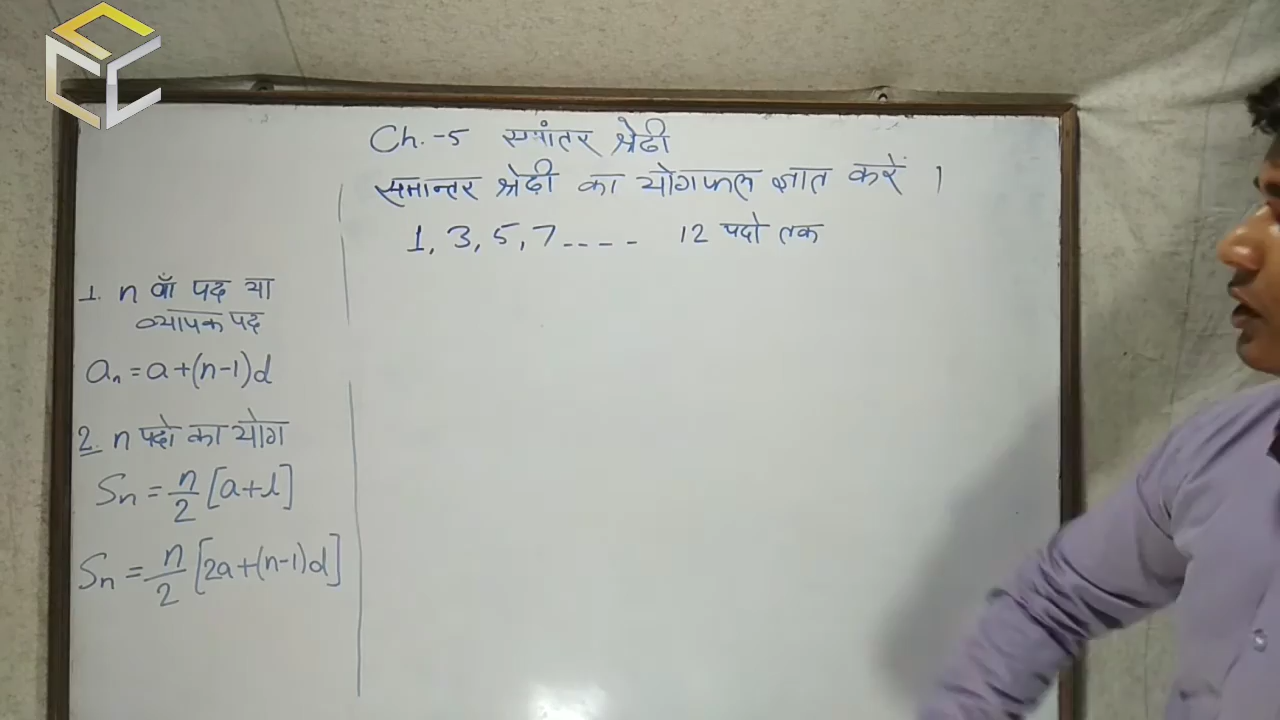 Ch.-5 समांतर श्रेढी
समान्तर श्रेढ़ी का योगफल ज्ञात करें ।
1, 3, 5, 7---- 12 पदो तक
1. n वाँ पद या
व्यापक पद
aₙ = a+(n-1)d
2. n पदो का योग
Sₙ = n/2 [a+l]
Sₙ = n/2 [2a+(n-1)d]